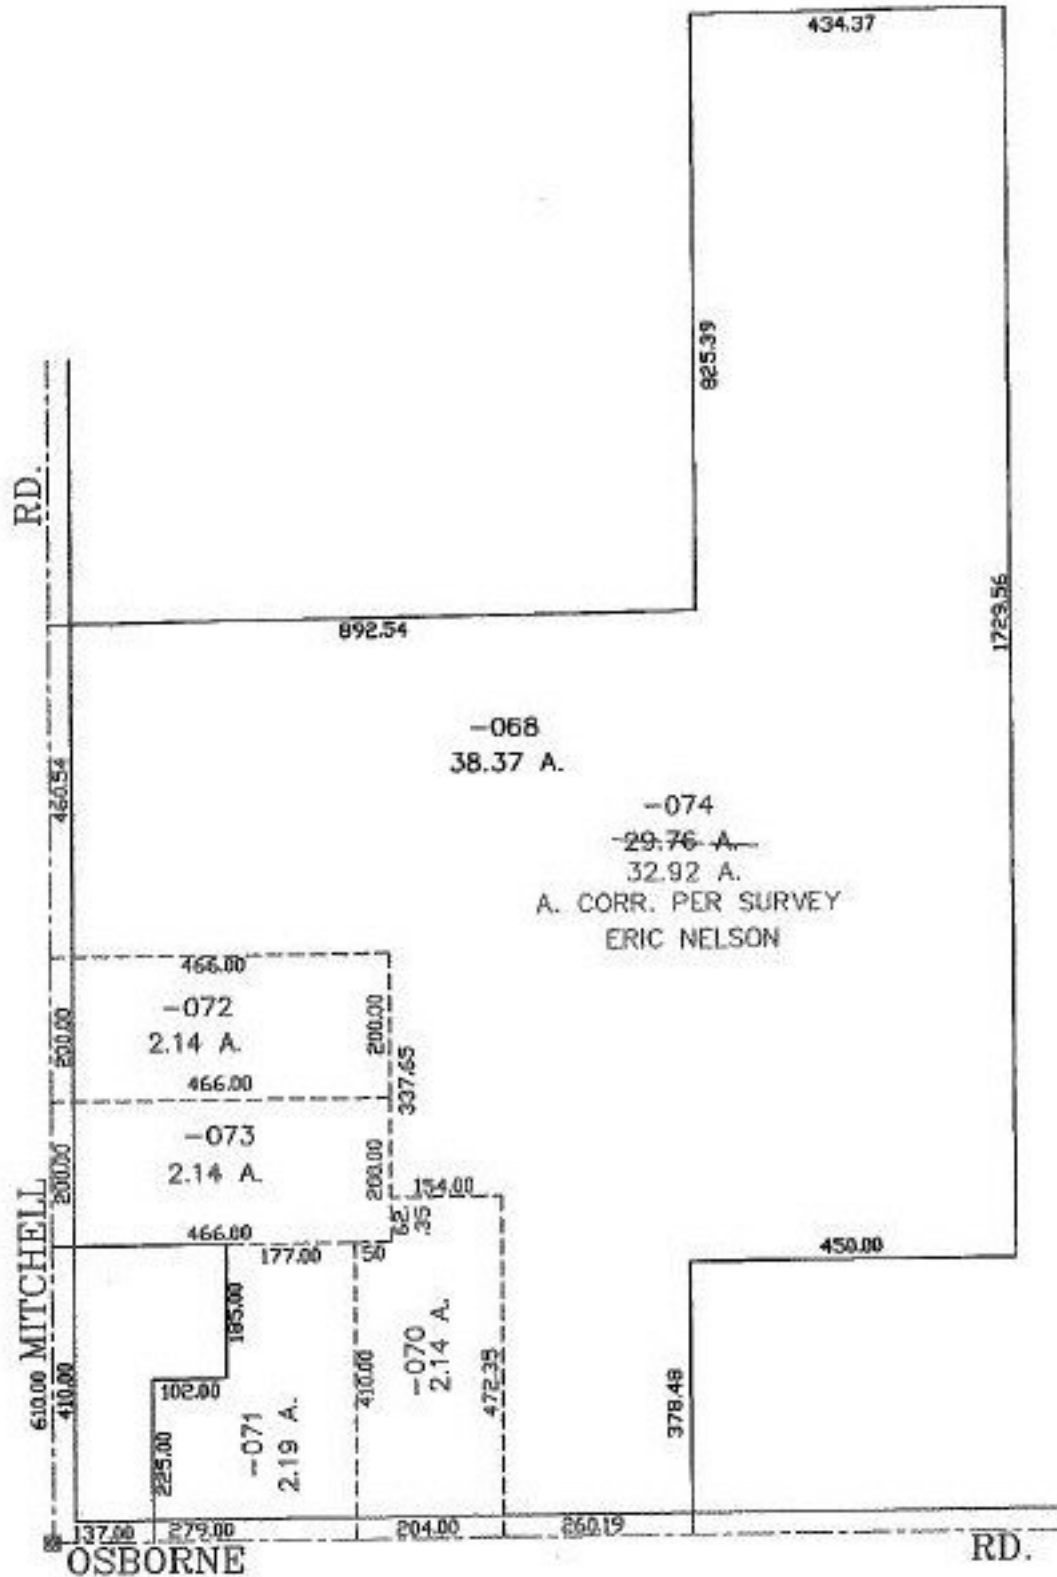 434.37
825.39
RD.
1729.56
892.54
-068
38.37 A.
460.54
-074
29.76 A.
32.92 A.
A. CORR. PER SURVEY
ERIC NELSON
466.00
-072
2.14 A.
200.00
200.00
337.65
466.00
-073
2.14 A.
200.00
200.00
154.00
62.
35
466.00
177.00
50
450.00
MITCHELL
185.00
-070
2.14 A.
610.00
410.00
102.00
410.00
472.35
378.48
-071
2.19 A.
225.00
137.00
279.00
204.00
260.19
OSBORNE
RD.